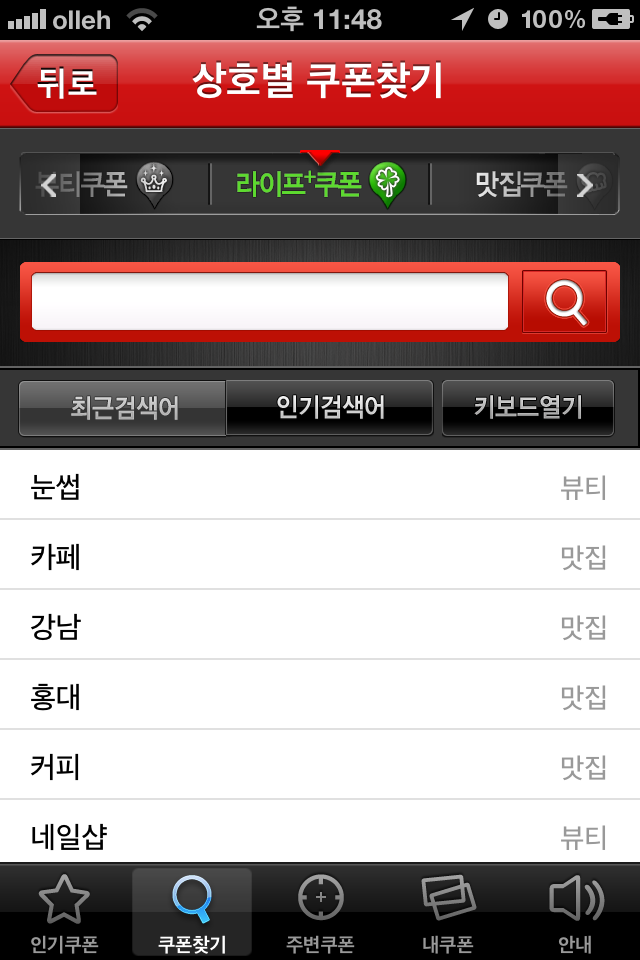 olleh 오후 11:48 100%
뒤로 상호별 쿠폰찾기
뷰티쿠폰 라이프+쿠폰 맛집쿠폰
최근검색어 인기검색어 키보드열기
눈썹 뷰티
카페 맛집
강남 맛집
홍대 맛집
커피 맛집
네일샵 뷰티
인기쿠폰 쿠폰찾기 주변쿠폰 내쿠폰 안내